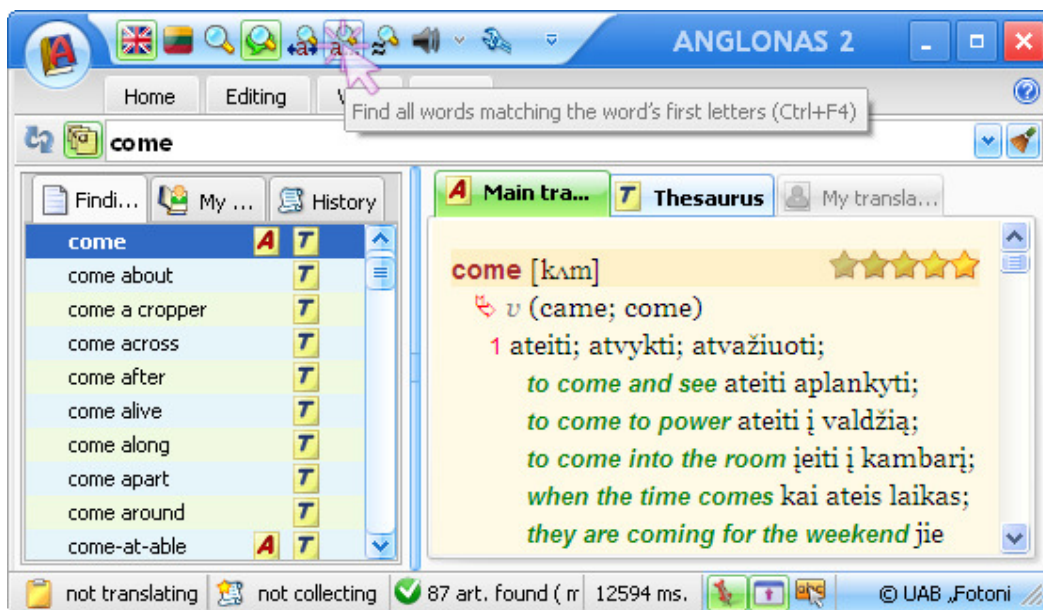 ANGLONAS 2
Home Editing V
Find all words matching the word's first letters (Ctrl+F4)
come
Findi... My ... History
come A T
come about T
come a cropper T
come across T
come after T
come alive T
come along T
come apart T
come around T
come-at-able A T
A Main tra... T Thesaurus My transla...
come [kʌm]
v (came; come)
1 ateiti; atvykti; atvažiuoti;
to come and see ateiti aplankyti;
to come to power ateiti į valdžią;
to come into the room įeiti į kambarį;
when the time comes kai ateis laikas;
they are coming for the weekend jie
not translating not collecting 87 art. found ( m 12594 ms. abc © UAB „Fotoni